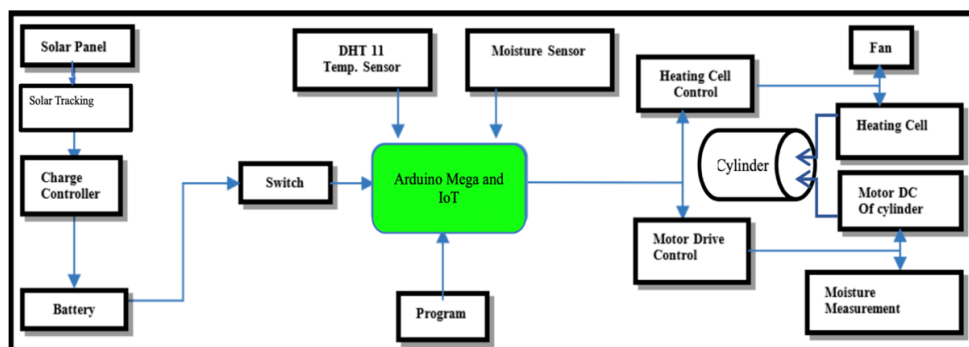 Solar Panel
Solar Tracking
Charge
Controller
Battery
Switch
DHT 11
Temp. Sensor
Moisture Sensor
Arduino Mega and
IoT
Program
Heating Cell
Control
Motor Drive
Control
Cylinder
Fan
Heating Cell
Motor DC
Of cylinder
Moisture
Measurement